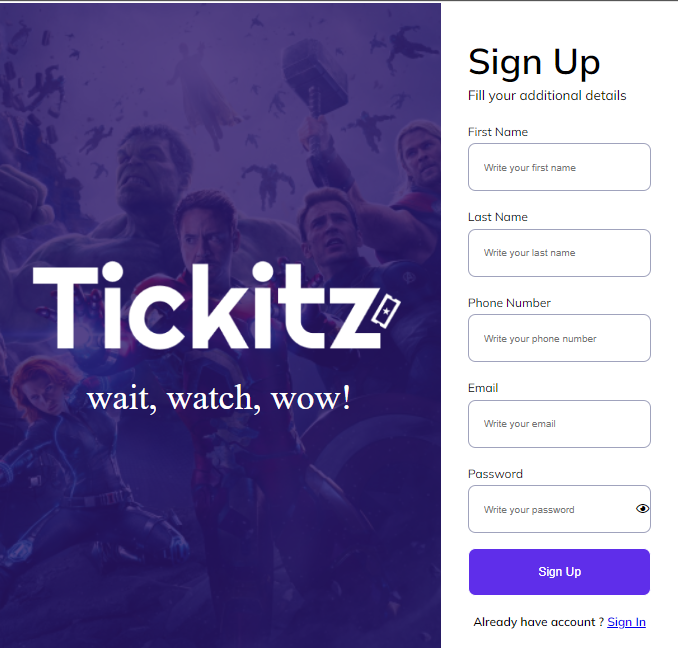 Tickitz
wait, watch, wow!
Sign Up
Fill your additional details
First Name
Write your first name
Last Name
Write your last name
Phone Number
Write your phone number
Email
Write your email
Password
Write your password
Sign Up
Already have account ? Sign In